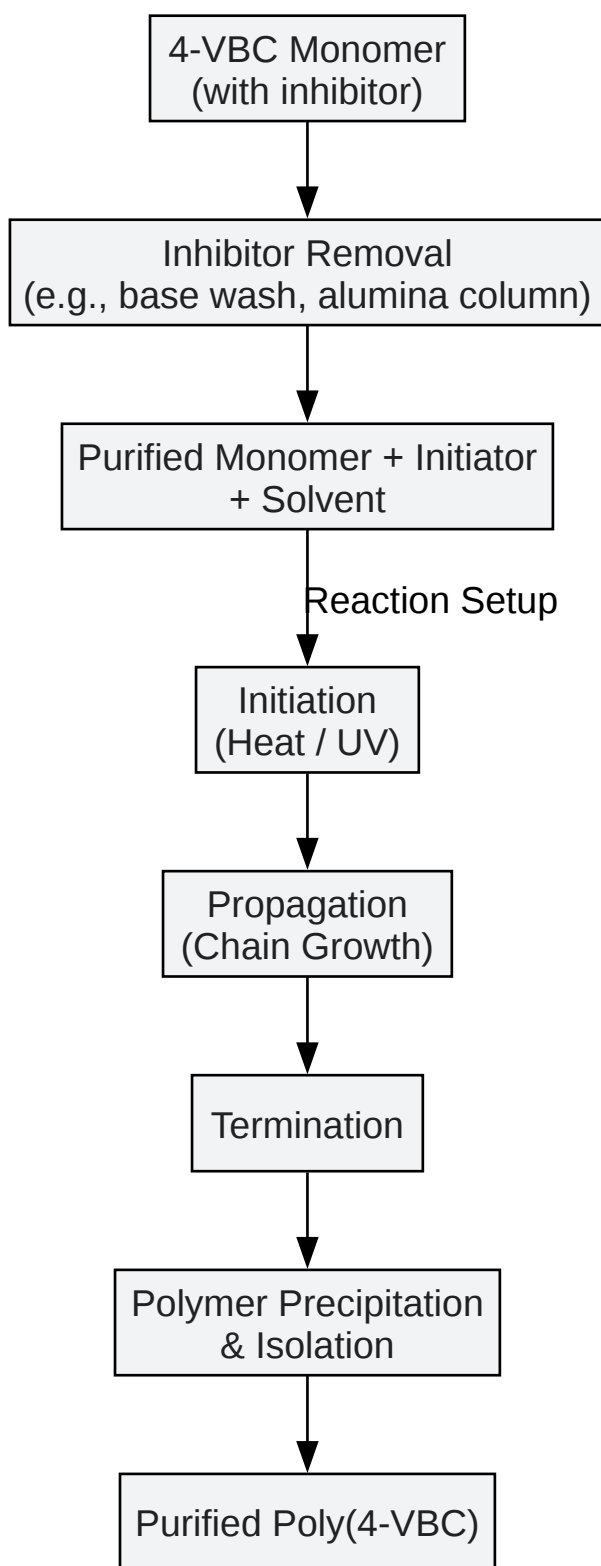 4-VBC Monomer
(with inhibitor)
Inhibitor Removal
(e.g., base wash, alumina column)
Purified Monomer + Initiator
+ Solvent
Reaction Setup
Initiation
(Heat / UV)
Propagation
(Chain Growth)
Termination
Polymer Precipitation
& Isolation
Purified Poly(4-VBC)